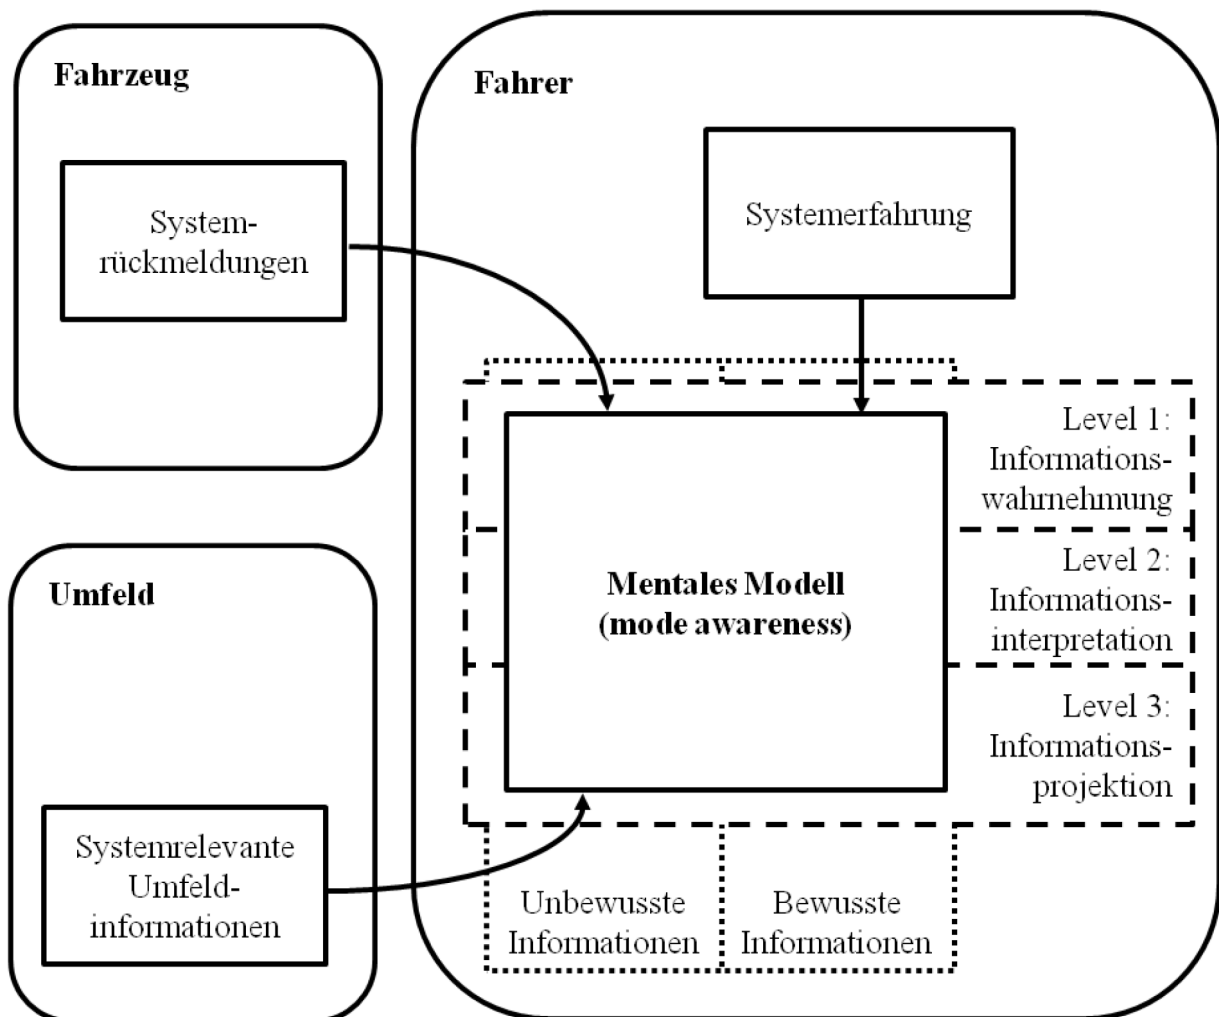 Fahrzeug
System-
rückmeldungen
Fahrer
Systemerfahrung
Level 1:
Informations-
wahrnehmung
Mentales Modell
(mode awareness)
Level 2:
Informations-
interpretation
Level 3:
Informations-
projektion
Umfeld
Systemrelevante
Umfeld-
informationen
Unbewusste
Informationen
Bewusste
Informationen